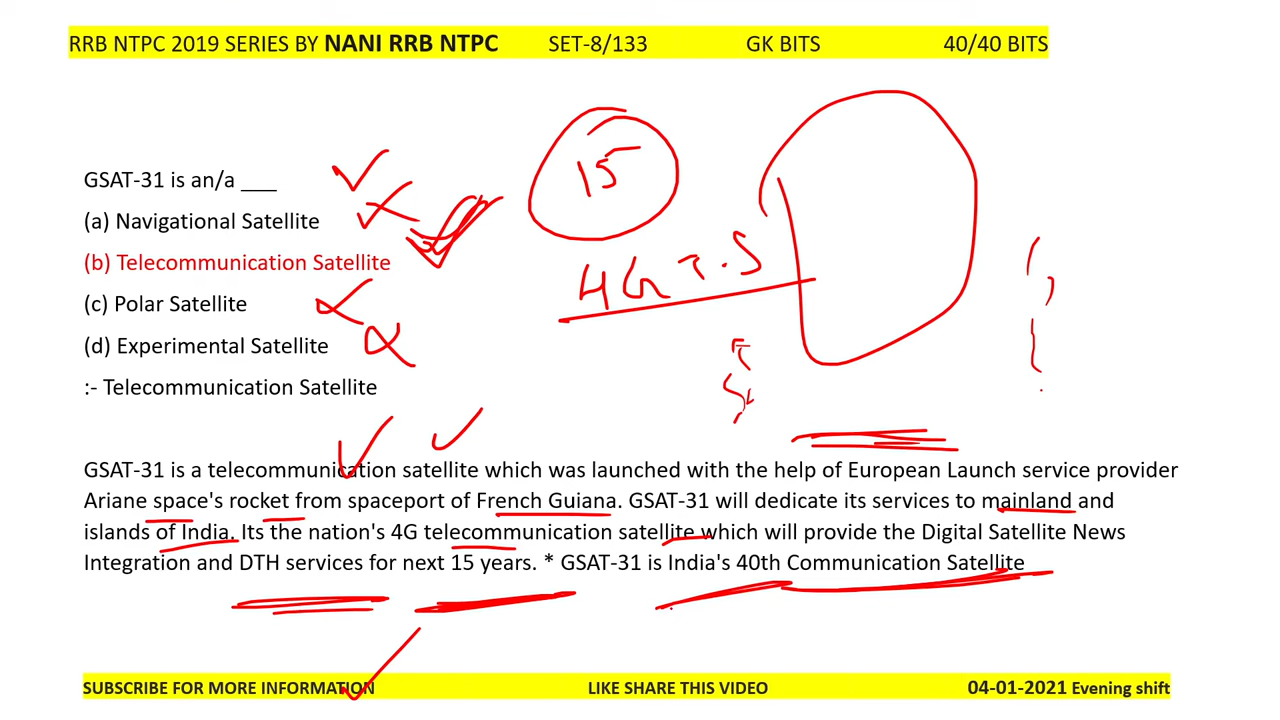 RRB NTPC 2019 SERIES BY NANI RRB NTPC SET-8/133 GK BITS 40/40 BITS
15
GSAT-31 is an/a ___
(a) Navigational Satellite
(b) Telecommunication Satellite
4G T.S
(c) Polar Satellite
(d) Experimental Satellite
:- Telecommunication Satellite
GSAT-31 is a telecommunication satellite which was launched with the help of European Launch service provider
Ariane space's rocket from spaceport of French Guiana. GSAT-31 will dedicate its services to mainland and
islands of India. Its the nation's 4G telecommunication satellite which will provide the Digital Satellite News
Integration and DTH services for next 15 years. * GSAT-31 is India's 40th Communication Satellite
SUBSCRIBE FOR MORE INFORMATION LIKE SHARE THIS VIDEO 04-01-2021 Evening shift